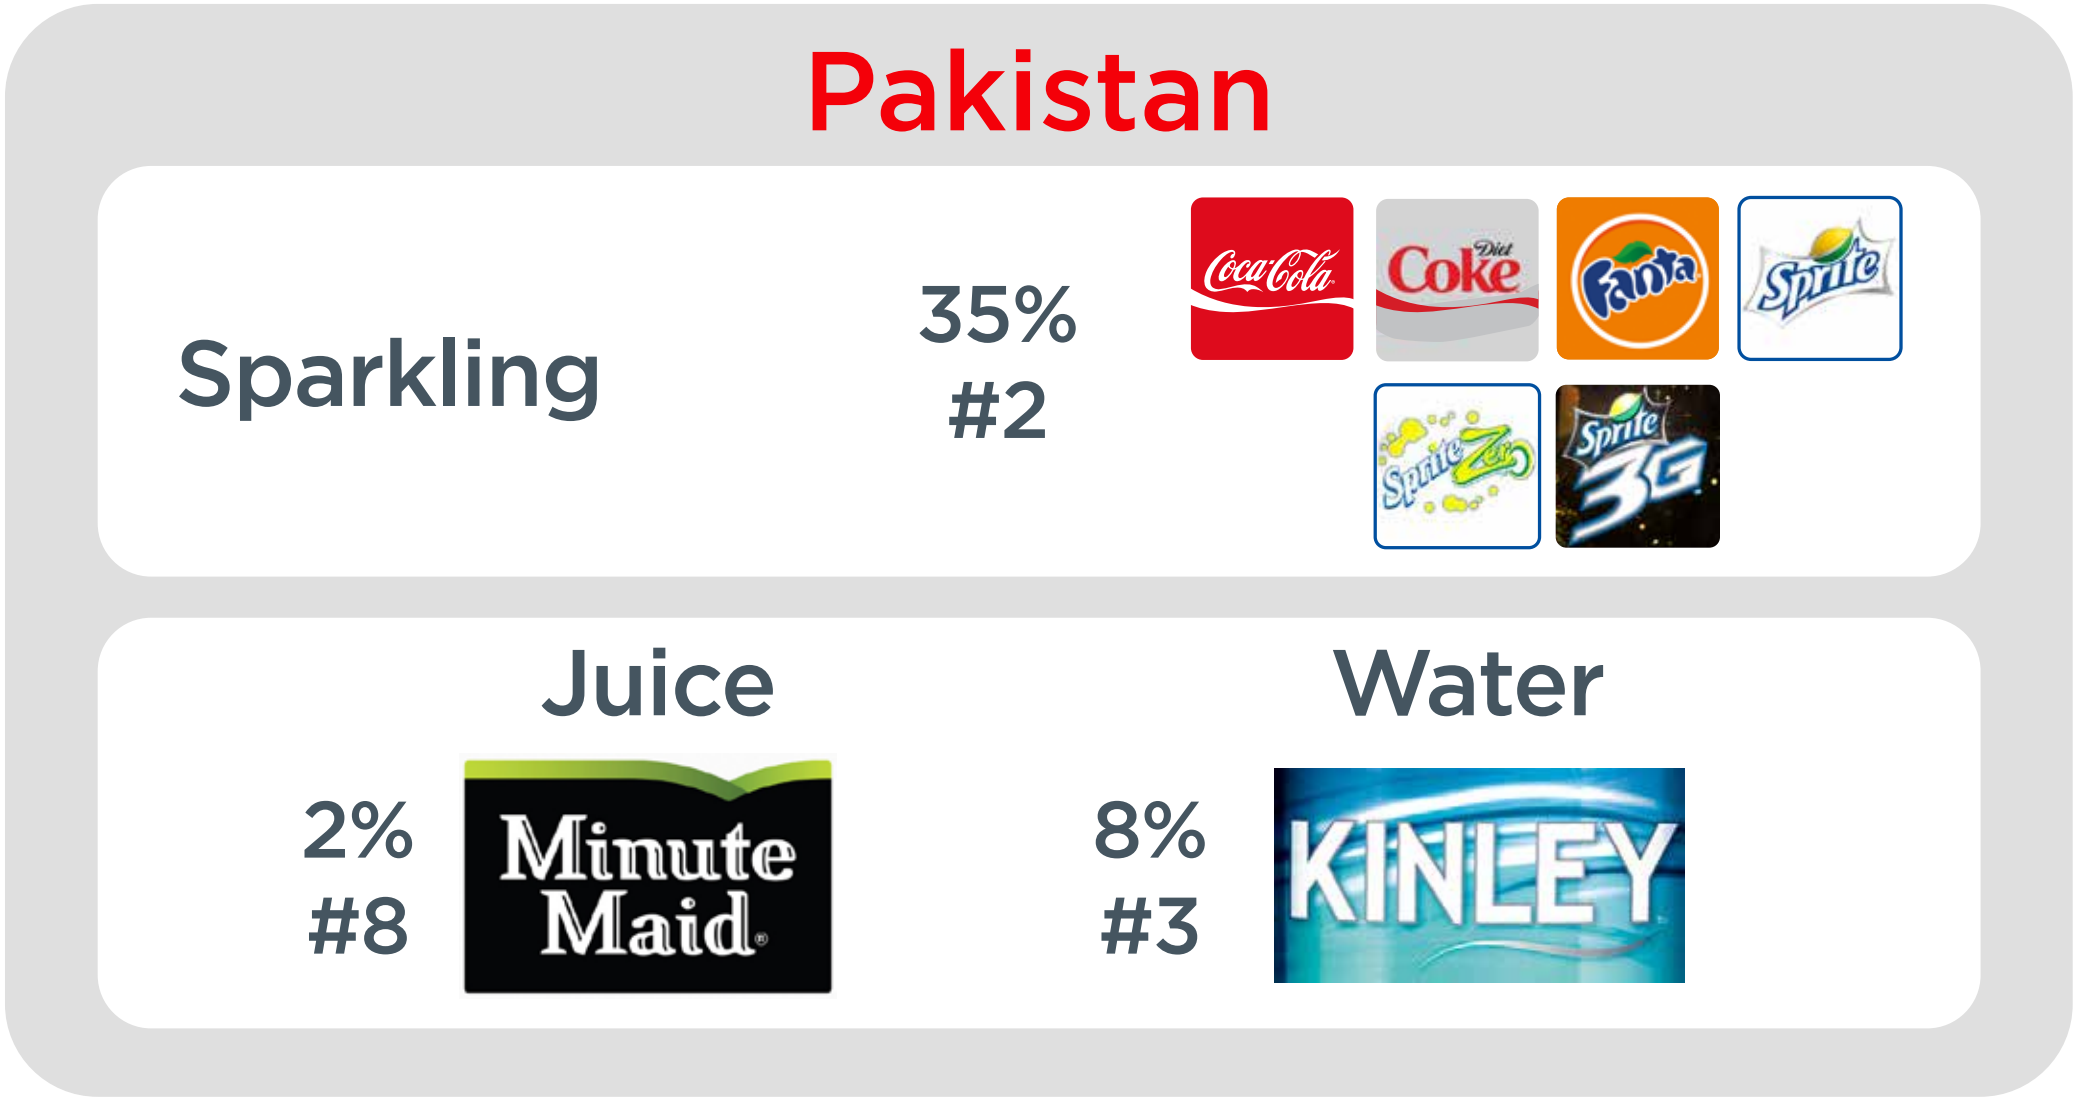 Pakistan
Sparkling
35%
#2
Coca-Cola
Diet
Coke
Fanta
Sprite
Sprite Zero
Sprite
3G
Juice
Water
2%
#8
Minute
Maid®
8%
#3
KINLEY